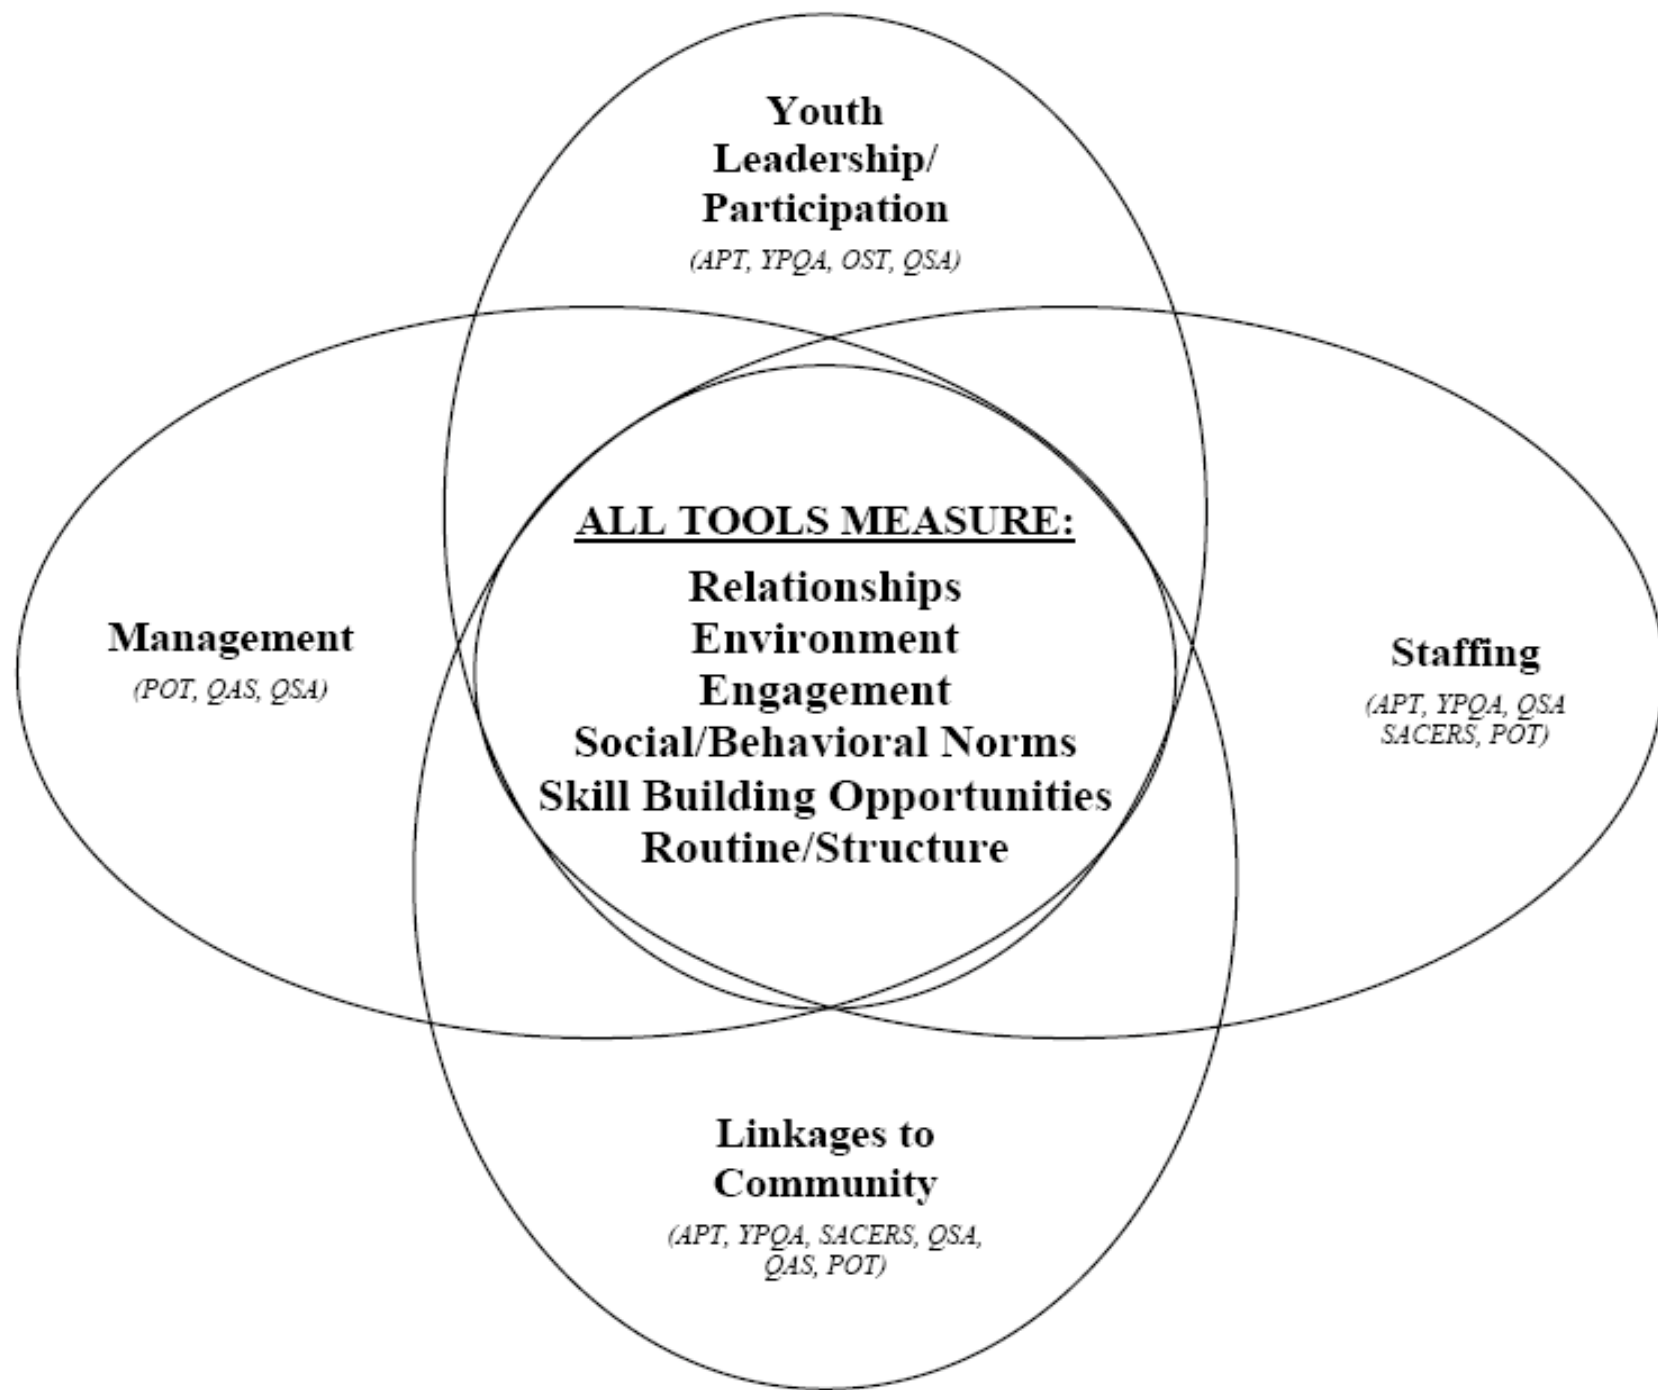 Youth
Leadership/
Participation
(APT, YPQA, OST, QSA)
ALL TOOLS MEASURE:
Relationships
Environment
Engagement
Social/Behavioral Norms
Skill Building Opportunities
Routine/Structure
Management
(POT, QAS, QSA)
Staffing
(APT, YPQA, QSA
SACERS, POT)
Linkages to
Community
(APT, YPQA, SACERS, QSA,
QAS, POT)